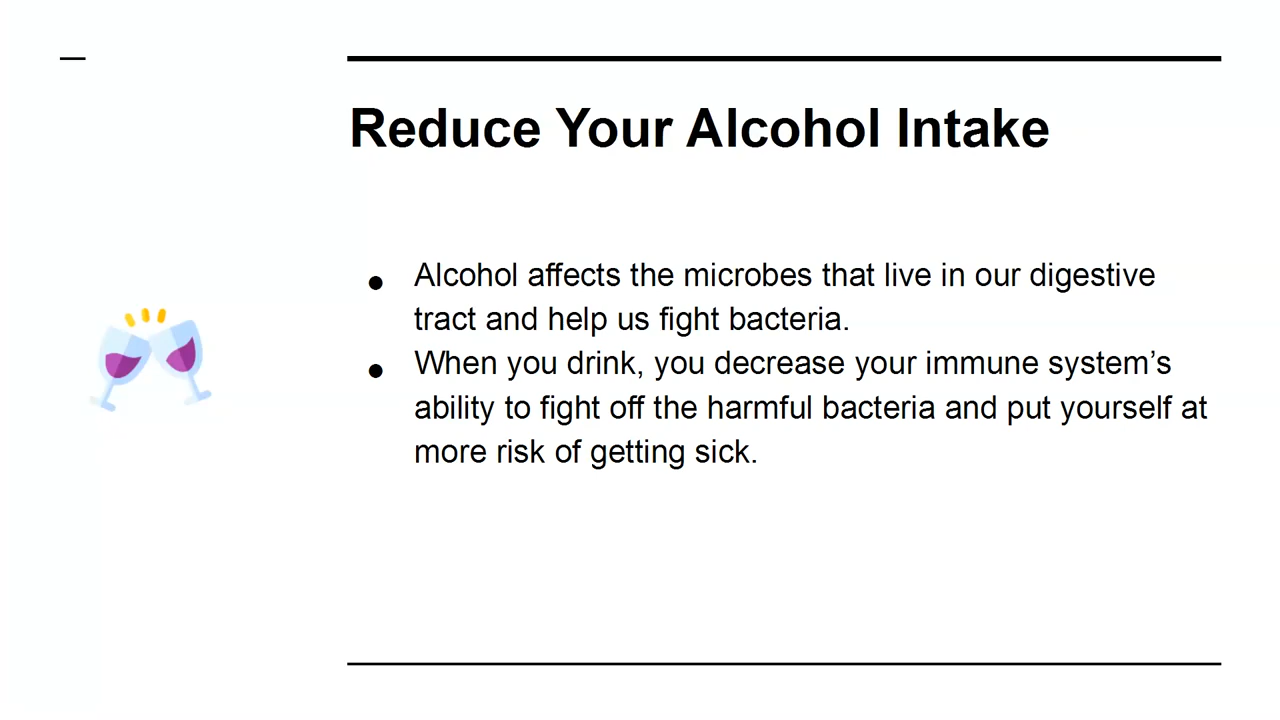 Reduce Your Alcohol Intake
● Alcohol affects the microbes that live in our digestive
tract and help us fight bacteria.
● When you drink, you decrease your immune system’s
ability to fight off the harmful bacteria and put yourself at
more risk of getting sick.